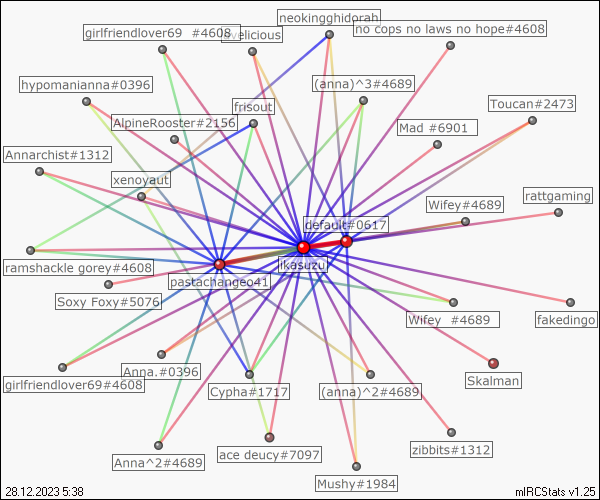 neokingghidorah
girlfriendlover69 #4608
no cops no laws no hope#4608
hypomanianna#0396
(anna)^3#4689
frisout
Toucan#2473
AlpineRooster#2156
Mad #6901
Annarchist#1312
xenoyaut
rattgaming
Wifey#4689
default#0617
ikasuzu
ramshackle gorey#4608
pastachangeo41
Soxy Foxy#5076
Wifey #4689
fakedingo
Anna.#0396
Skalman
girlfriendlover69#4608
Cypha#1717
(anna)^2#4689
zibbits#1312
ace deucy#7097
Anna^2#4689
Mushy#1984
28.12.2023 5:38
mIRCStats v1.25